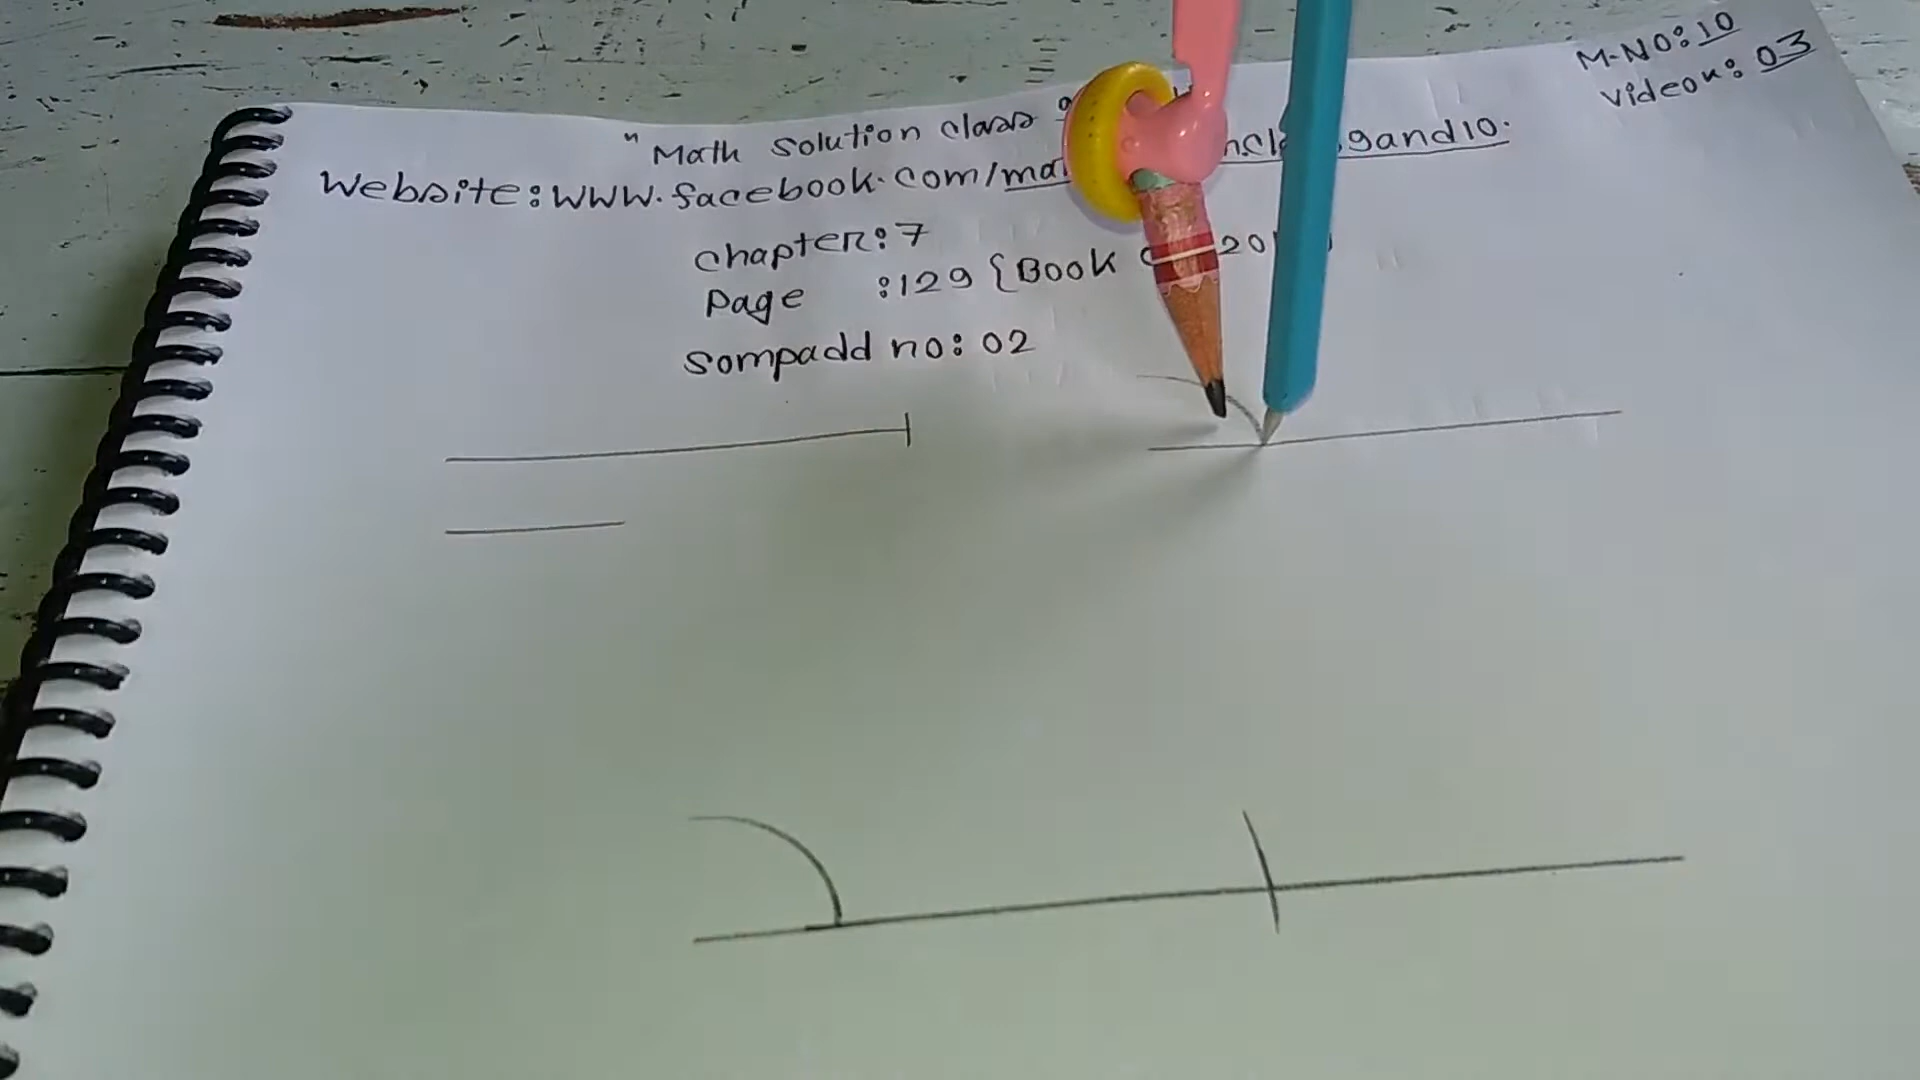 M.NO:10
Video n: 03
" Math Solution class
Website:WWW.facebook.com/ 9and10.
Chapter:7
Page :129 {Book
Sompadd no: 02